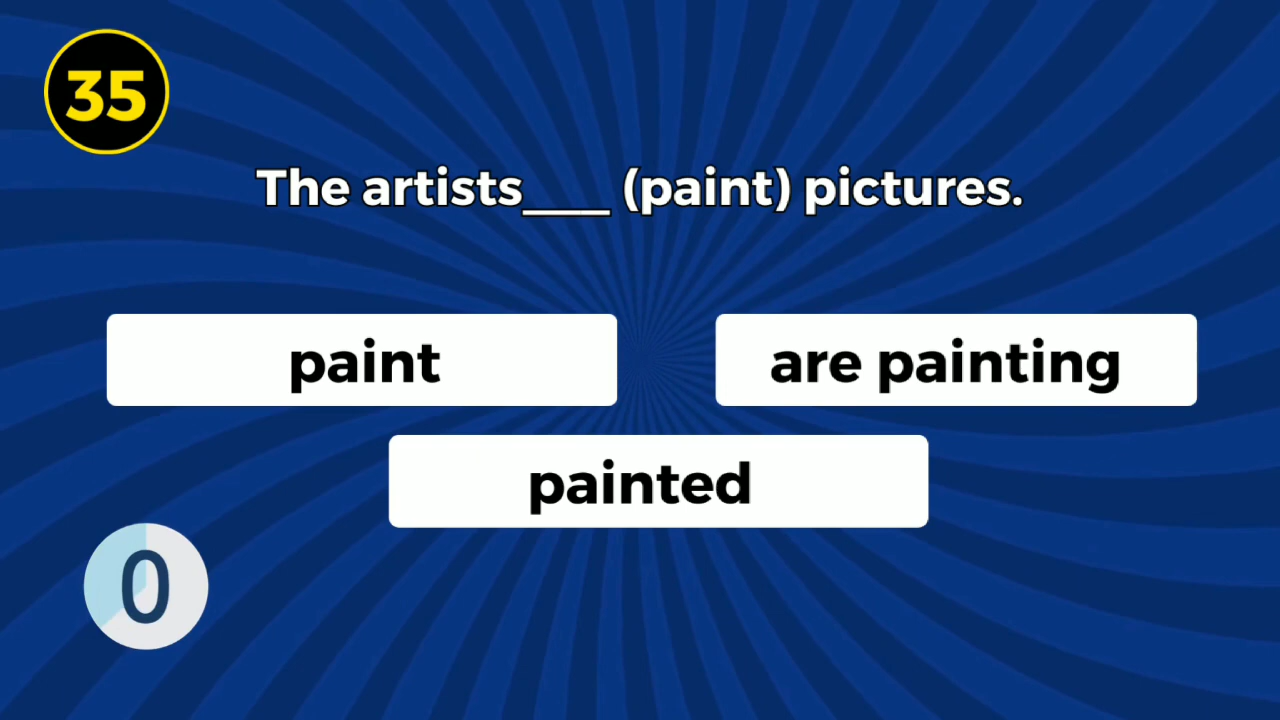 35
The artists____ (paint) pictures.
paint
are painting
painted
0